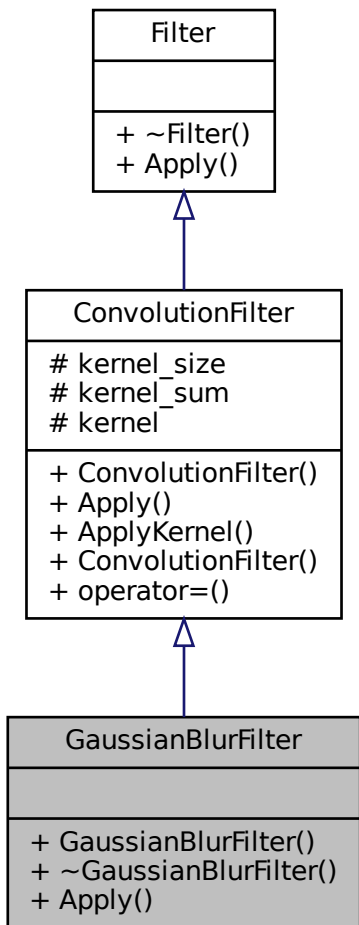 Filter
+ ~Filter()
+ Apply()
ConvolutionFilter
# kernel_size
# kernel_sum
# kernel
+ ConvolutionFilter()
+ Apply()
+ ApplyKernel()
+ ConvolutionFilter()
+ operator=()
GaussianBlurFilter
+ GaussianBlurFilter()
+ ~GaussianBlurFilter()
+ Apply()